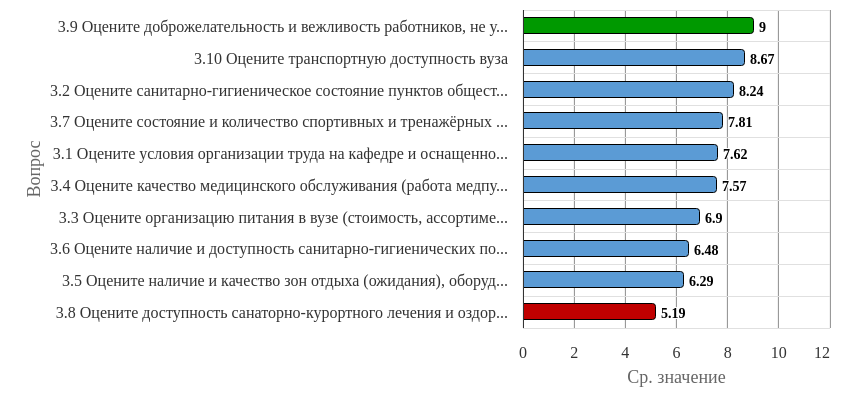 3.9 Оцените доброжелательность и вежливость работников, не у... 9
3.10 Оцените транспортную доступность вуза 8.67
3.2 Оцените санитарно-гигиеническое состояние пунктов общест... 8.24
3.7 Оцените состояние и количество спортивных и тренажёрных ... 7.81
3.1 Оцените условия организации труда на кафедре и оснащенно... 7.62
3.4 Оцените качество медицинского обслуживания (работа медпу... 7.57
3.3 Оцените организацию питания в вузе (стоимость, ассортиме... 6.9
3.6 Оцените наличие и доступность санитарно-гигиенических по... 6.48
3.5 Оцените наличие и качество зон отдыха (ожидания), оборуд... 6.29
3.8 Оцените доступность санаторно-курортного лечения и оздор... 5.19
Вопрос
0 2 4 6 8 10 12
Ср. значение